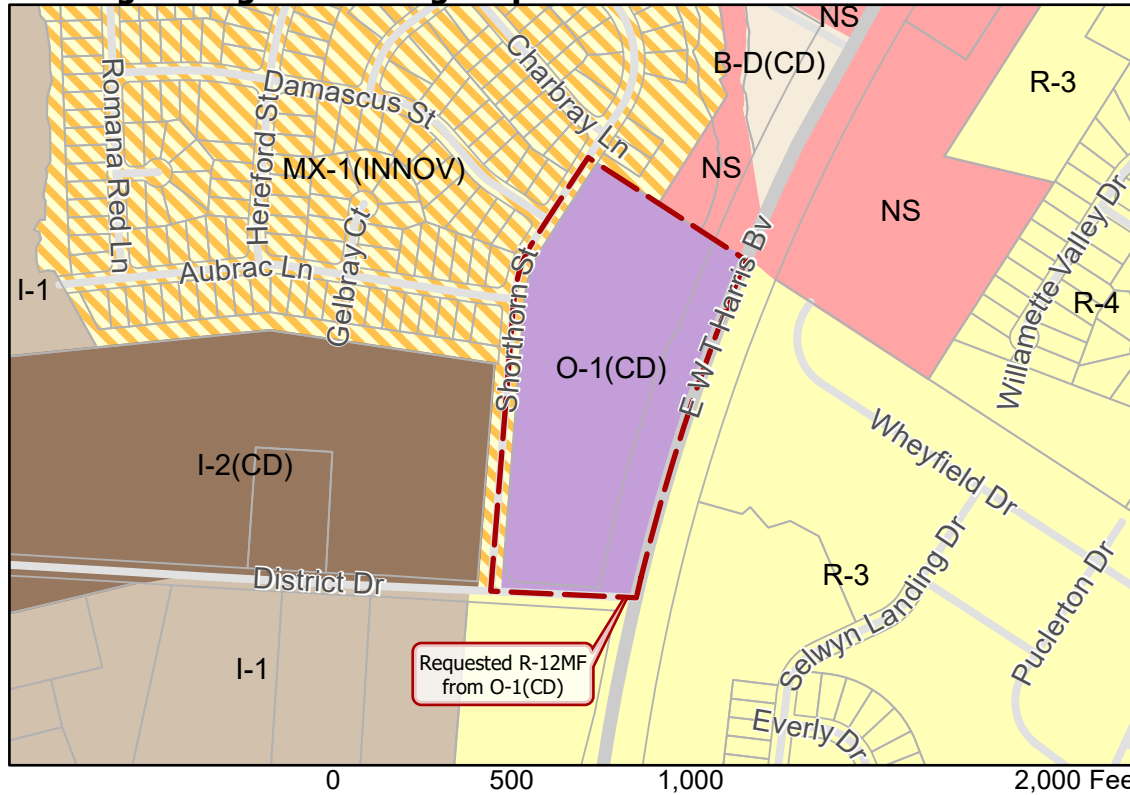 NS
B-D(CD)
R-3
Charbray Ln
Romana Red Ln
Hereford St
Damascus St
MX-1(INNOV)
NS
NS
Willamette Valley Dr
Gelbray Ct
Aubrac Ln
I-1
Shorthorn St
E W T Harris Bv
R-4
O-1(CD)
Wheyfield Dr
I-2(CD)
District Dr
R-3
Selwyn Landing Dr
Puclerton Dr
I-1
Requested R-12MF
from O-1(CD)
Everly Dr
0 500 1,000 2,000 Fee